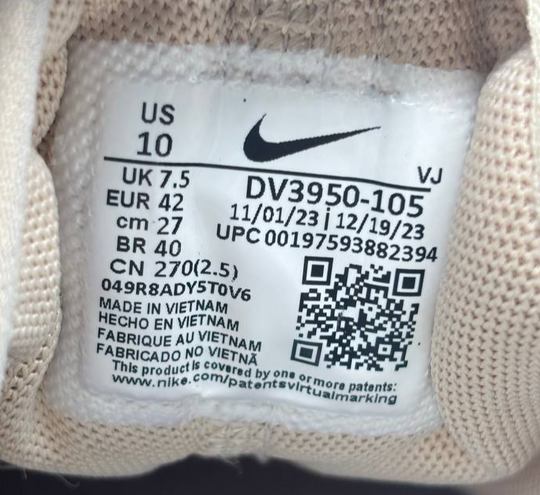 US
10
VJ
UK 7.5
DV3950-105
EUR 42
11/01/23 | 12/19/23
cm 27
UPC 00197593882394
BR 40
CN 270(2.5)
049R8ADY5T0V6
MADE IN VIETNAM
HECHO EN VIETNAM
FABRIQUE AU VIETNAM
FABRICADO NO VIETNÃ
This product is covered by one or more patents:
www.nike.com/patentsvirtualmarking